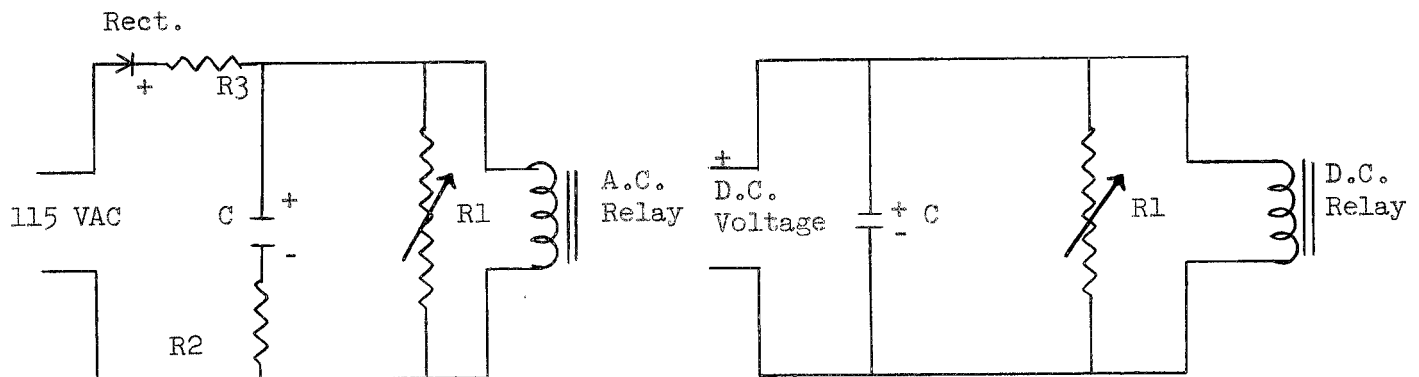 Rect.
+
R3
115 VAC
C
+
-
R2
R1
A.C.
Relay
+
D.C.
Voltage
+
-
C
R1
D.C.
Relay